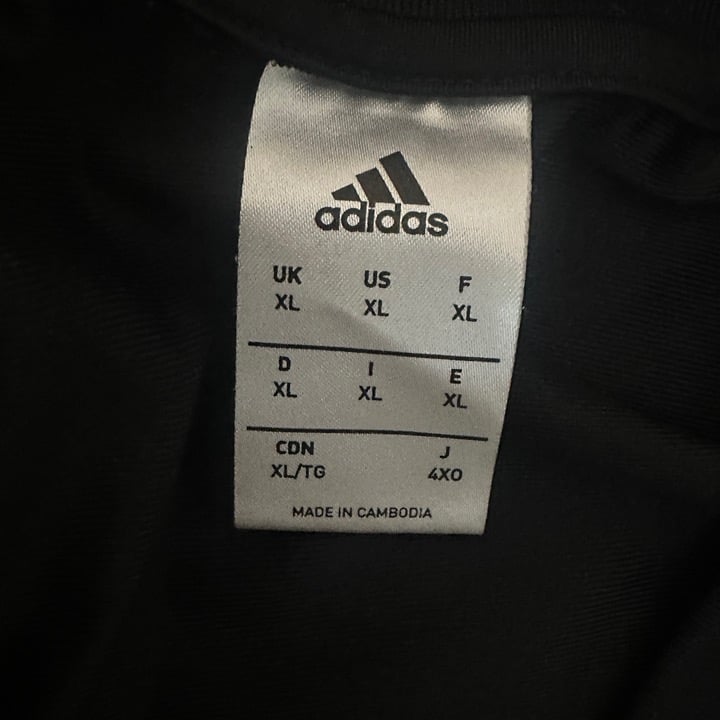 adidas
UK US F
XL XL XL
D I E
XL XL XL
CDN J
XL/TG 4XO
MADE IN CAMBODIA